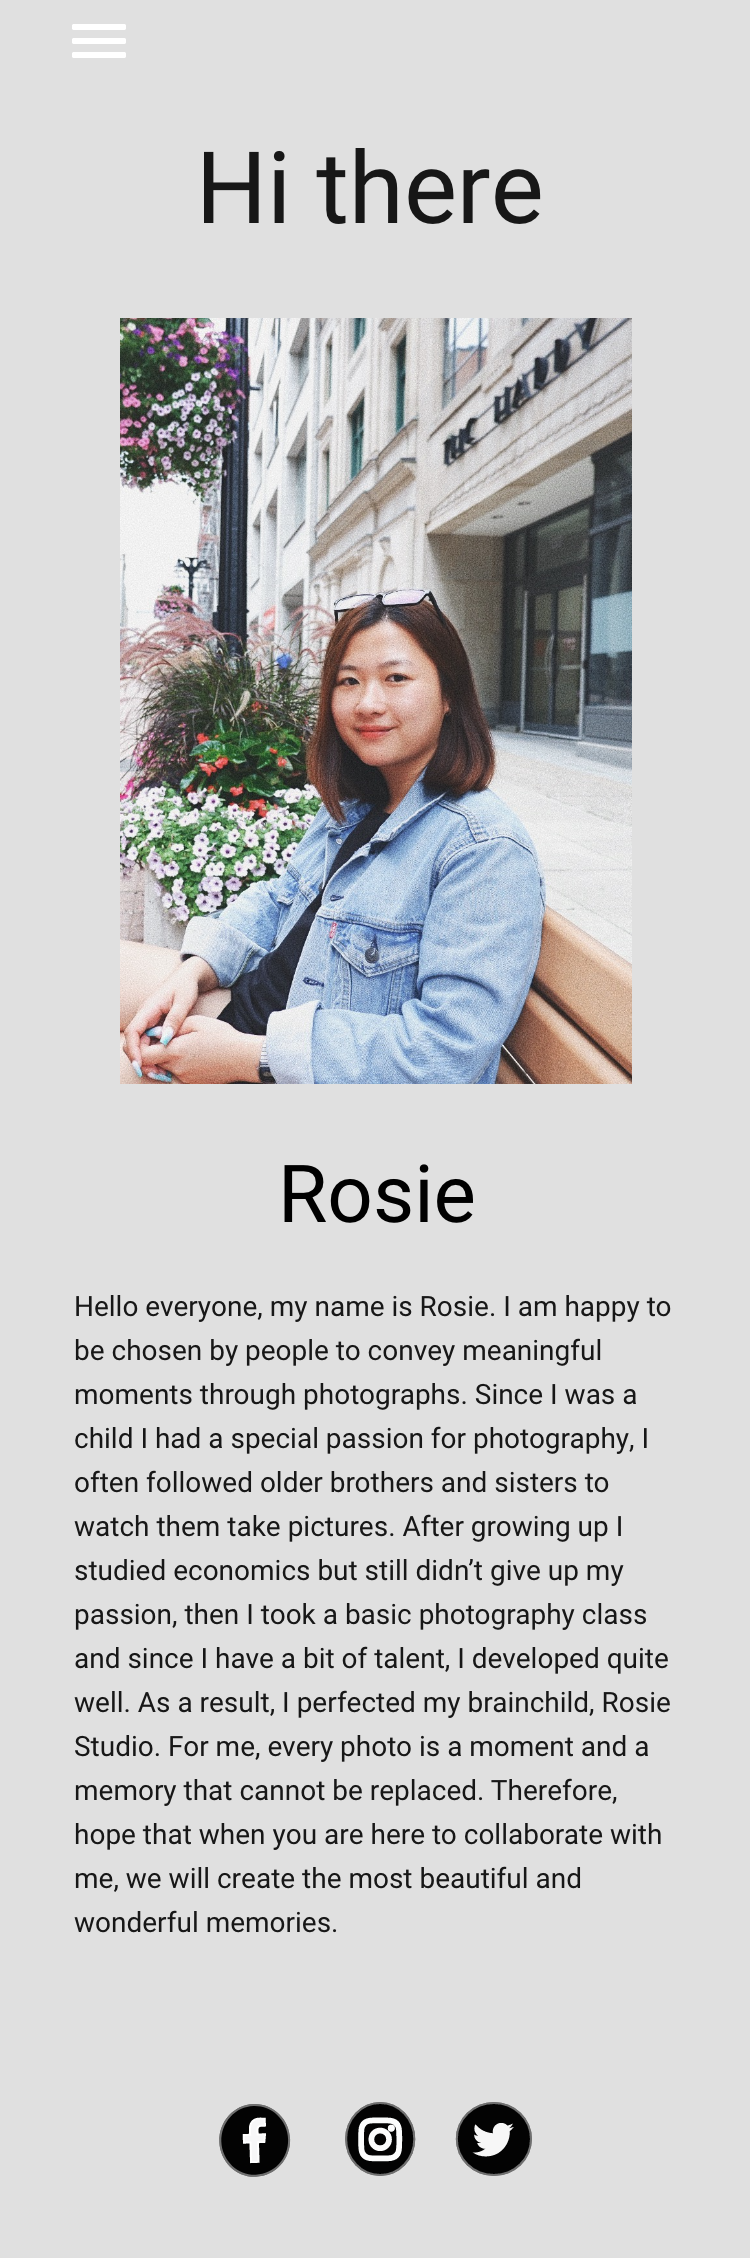 Hi there
THE HADDY
Rosie
Hello everyone, my name is Rosie. I am happy to
be chosen by people to convey meaningful
moments through photographs. Since I was a
child I had a special passion for photography, I
often followed older brothers and sisters to
watch them take pictures. After growing up I
studied economics but still didn’t give up my
passion, then I took a basic photography class
and since I have a bit of talent, I developed quite
well. As a result, I perfected my brainchild, Rosie
Studio. For me, every photo is a moment and a
memory that cannot be replaced. Therefore,
hope that when you are here to collaborate with
me, we will create the most beautiful and
wonderful memories.